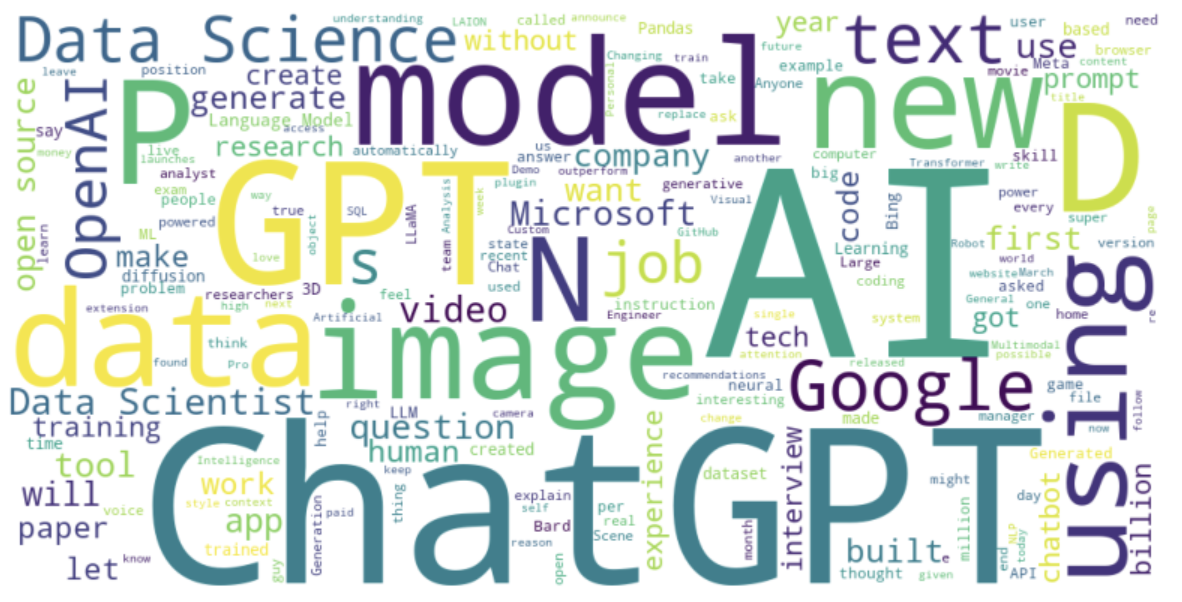 understanding
LAION
called
announce
Data Science
without
Pandas
year
text
user
based
need
Changing
train
future
use
browser
leave
position
create
model
take
example
Anyone
new
movie
Meta
content
prompt
open source
OpenAI
P
generate
Personal
title
say
Language Model
access
replace
ask
D
money
live
launches
research
automatically
us
answer
company
another
computer
Transformer
skill
write
analyst
GPT
Demo
outperform
big
exam
people
way
plugin
want
generative
Visual
code
Bing
power
every
learn
powered
true
object
SQL
LLaMA
Analysis
week
Microsoft
Custom
GitHub
AI
super
page
ML
make
s
team
state
recent
Chat
used
N
job
Learning
Large
Robot
first
version
world
diffusion
problem
love
coding
website
March
asked
using
researchers
3D
feel
instruction
General
one
extension
high
next
Artificial
video
Engineer
single
system
got
home
re
data
image
tech
Multimodal
possible
think
attention
released
found
Pro
recommendations
neural
interesting
Google
game
file
Data Scientist
right
LLM
camera
change
made
manager
now
follow
training
help
question
time
human
created
experience
Generated
tool
Intelligence
keep
ChatGPT
dataset
interview
will
work
thing
explain
self
per
might
day
chatbot
billion
style
context
voice
app
Generation
paid
Bard
real
Scene
million
NLP
paper
trained
reason
month
built
e
end
today
let
know
guy
open
thought
given
API